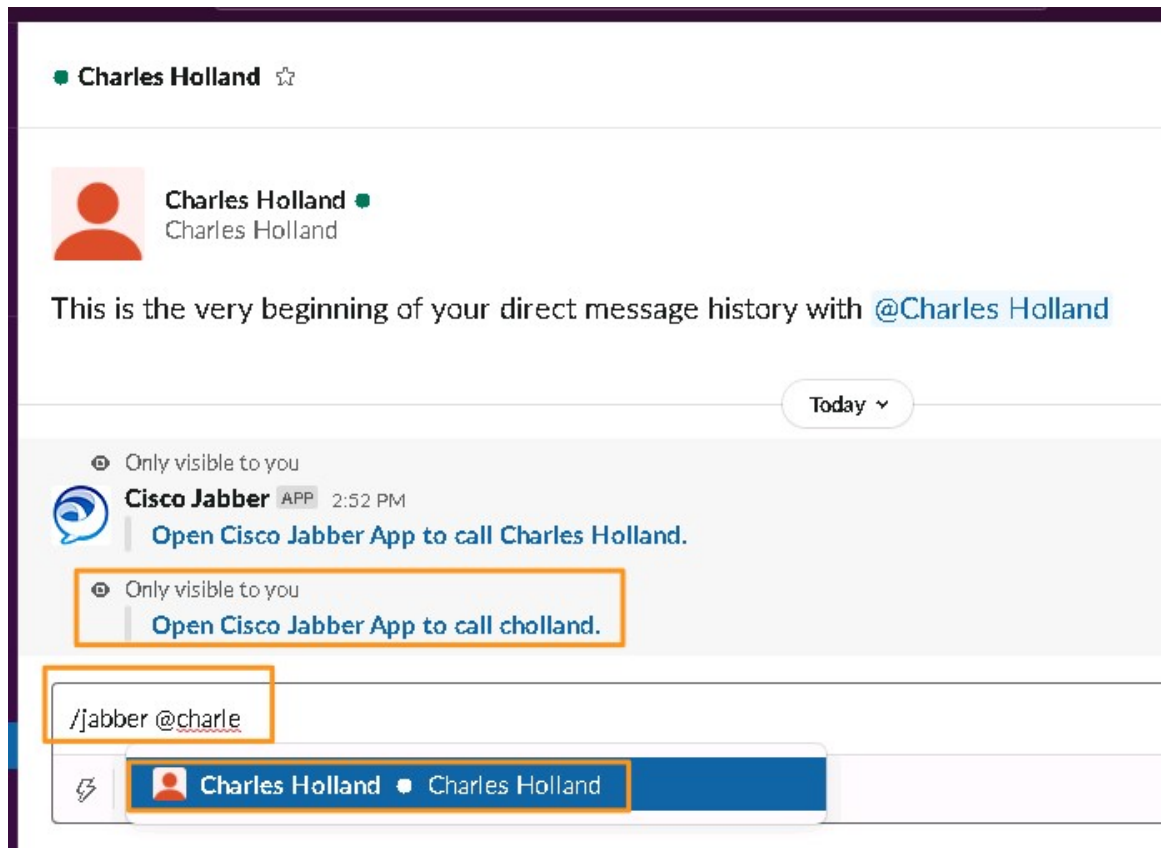 Charles Holland
Charles Holland
Charles Holland
This is the very beginning of your direct message history with @Charles Holland
Today
Only visible to you
Cisco Jabber APP 2:52 PM
Open Cisco Jabber App to call Charles Holland.
Only visible to you
Open Cisco Jabber App to call cholland.
/jabber @charle
Charles Holland Charles Holland